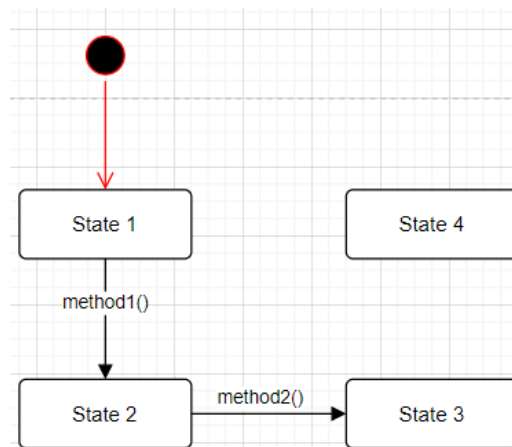 State 1
State 4
method1()
method2()
State 2
State 3